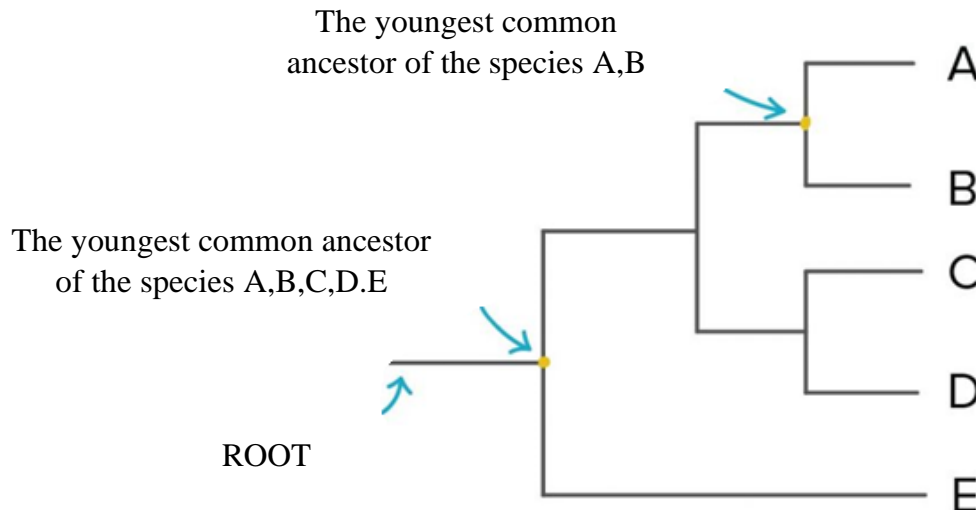 The youngest common
ancestor of the species A,B
A
B
The youngest common ancestor
of the species A,B,C,D.E
C
D
ROOT
E